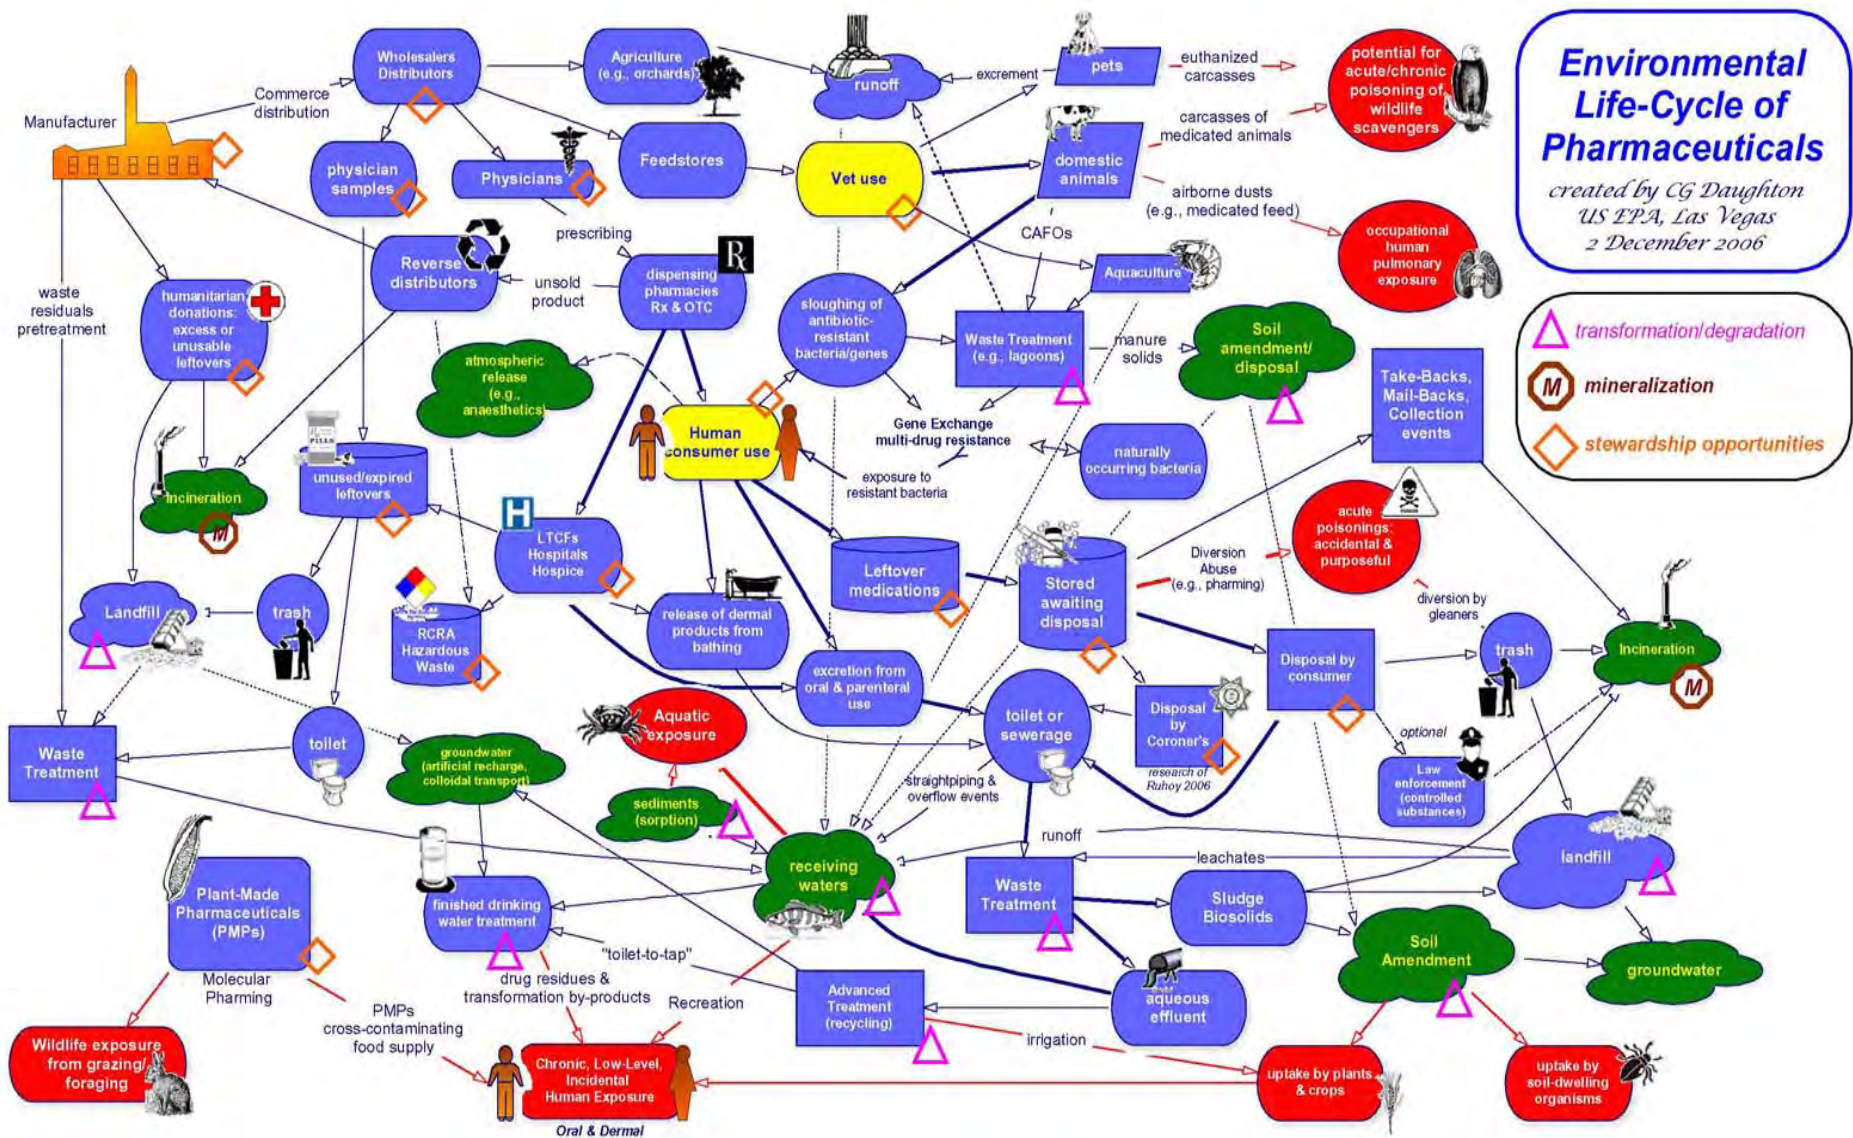 Environmental
Life-Cycle of
Pharmaceuticals
created by CG Daughton
US EPA, Las Vegas
2 December 2006
transformation/degradation
M
mineralization
stewardship opportunities
Manufacturer
Commerce
distribution
Wholesalers
Distributors
Agriculture
(e.g., orchards)
runoff
excrement
pets
euthanized
carcasses
potential for
acute/chronic
poisoning of
wildlife
scavengers
carcasses of
medicated animals
physician
samples
Physicians
Feedstores
Vet use
domestic
animals
airborne dusts
(e.g., medicated feed)
occupational
human
pulmonary
exposure
prescribing
CAFOs
Reverse
distributors
unsold
product
Rx
dispensing
pharmacies
Rx & OTC
Aquaculture
waste
residuals
pretreatment
humanitarian
donations:
excess or
unusable
leftovers
sloughing of
antibiotic-
resistant
bacteria/genes
Waste Treatment
(e.g., lagoons)
manure
solids
Soil
amendment/
disposal
atmospheric
release
(e.g.,
anaesthetics)
Take-Backs,
Mail-Backs,
Collection
events
Human
consumer use
Gene Exchange
multi-drug resistance
naturally
occurring bacteria
exposure to
resistant bacteria
PILLS
Incineration
M
unused/expired
leftovers
H
LTCFs
Hospitals
Hospice
acute
poisonings:
accidental &
purposeful
POISON
Leftover
medications
Stored
awaiting
disposal
Diversion
Abuse
(e.g., pharming)
diversion by
gleaners
Landfill
trash
RCRA
Hazardous
Waste
release of dermal
products from
bathing
excretion from
oral & parenteral
use
Disposal by
consumer
trash
Incineration
M
Waste
Treatment
toilet
groundwater
(artificial recharge,
colloidal transport)
Aquatic
exposure
toilet or
sewerage
Disposal
by
Coroner's
research of
Ruhoy 2006
optional
Law
enforcement
(controlled
substances)
sediments
(sorption)
straightpiping &
overflow events
runoff
leachates
landfill
receiving
waters
Plant-Made
Pharmaceuticals
(PMPs)
Molecular
Pharming
finished drinking
water treatment
Waste
Treatment
Sludge
Biosolids
Soil
Amendment
groundwater
"toilet-to-tap"
drug residues &
transformation by-products
Recreation
Advanced
Treatment
(recycling)
aqueous
effluent
PMPs
cross-contaminating
food supply
irrigation
Wildlife exposure
from grazing/
foraging
Chronic, Low-Level,
Incidental
Human Exposure
Oral & Dermal
uptake by plants
& crops
uptake by
soil-dwelling
organisms